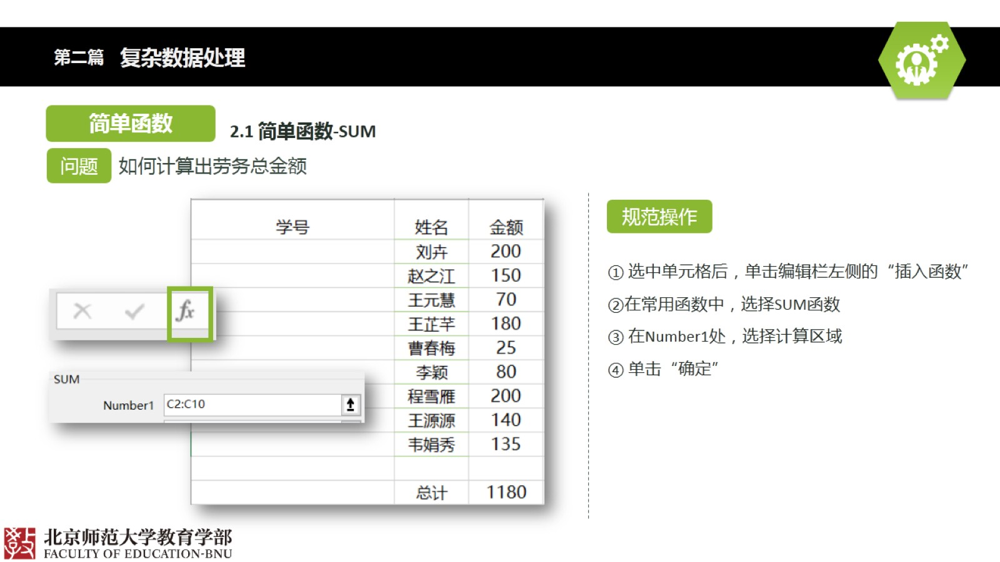 第二篇 复杂数据处理
简单函数
2.1 简单函数-SUM
问题 如何计算出劳务总金额
学号 姓名 金额
刘卉 200
赵之江 150
王元慧 70
王芷芊 180
曹春梅 25
李颖 80
程雪雁 200
王源源 140
韦娟秀 135
总计 1180
fx
SUM
Number1 C2:C10
规范操作
① 选中单元格后，单击编辑栏左侧的“插入函数”
②在常用函数中，选择SUM函数
③ 在Number1处，选择计算区域
④ 单击“确定”
北京师范大学教育学部
FACULTY OF EDUCATION-BNU